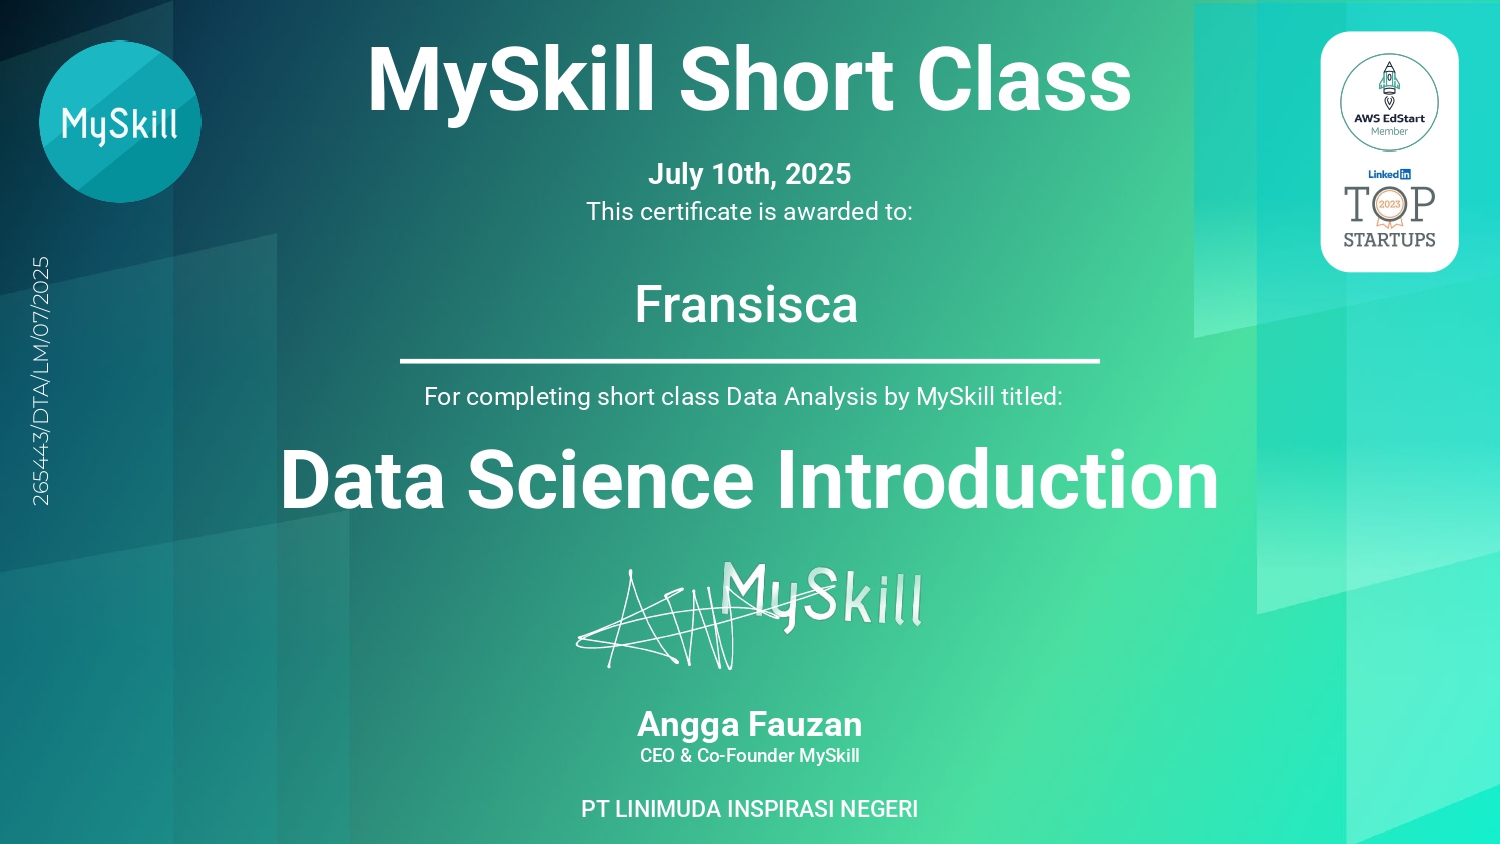 MySkill Short Class
MySkill
AWS EdStart
Member
LinkedIn
TOP
2023
STARTUPS
July 10th, 2025
This certificate is awarded to:
265443/DTA/LM/07/2025
Fransisca
For completing short class Data Analysis by MySkill titled:
Data Science Introduction
MySkill
Angga Fauzan
CEO & Co-Founder MySkill
PT LINIMUDA INSPIRASI NEGERI